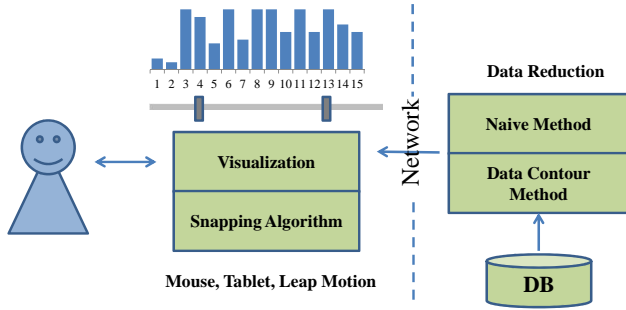 1 2 3 4 5 6 7 8 9 10 11 12 13 14 15
Visualization
Snapping Algorithm
Mouse, Tablet, Leap Motion
Network
Data Reduction
Naive Method
Data Contour
Method
DB